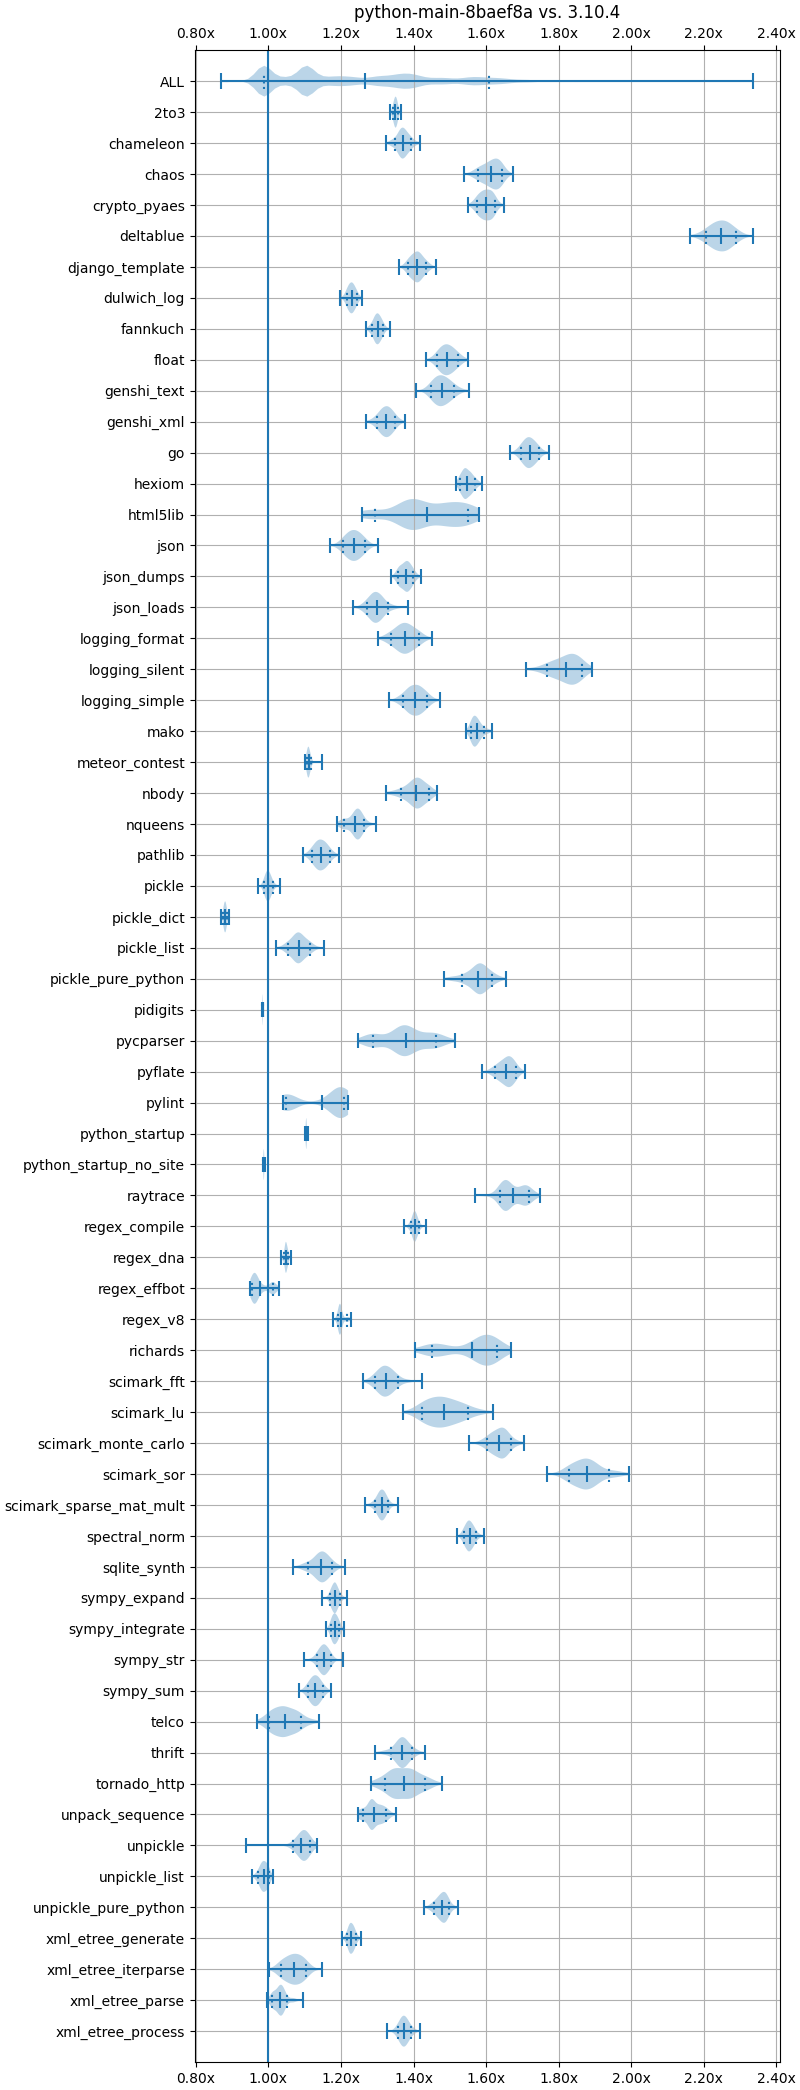 python-main-8baef8a vs. 3.10.4
0.80x 1.00x 1.20x 1.40x 1.60x 1.80x 2.00x 2.20x 2.40x
ALL
2to3
chameleon
chaos
crypto_pyaes
deltablue
django_template
dulwich_log
fannkuch
float
genshi_text
genshi_xml
go
hexiom
html5lib
json
json_dumps
json_loads
logging_format
logging_silent
logging_simple
mako
meteor_contest
nbody
nqueens
pathlib
pickle
pickle_dict
pickle_list
pickle_pure_python
pidigits
pycparser
pyflate
pylint
python_startup
python_startup_no_site
raytrace
regex_compile
regex_dna
regex_effbot
regex_v8
richards
scimark_fft
scimark_lu
scimark_monte_carlo
scimark_sor
scimark_sparse_mat_mult
spectral_norm
sqlite_synth
sympy_expand
sympy_integrate
sympy_str
sympy_sum
telco
thrift
tornado_http
unpack_sequence
unpickle
unpickle_list
unpickle_pure_python
xml_etree_generate
xml_etree_iterparse
xml_etree_parse
xml_etree_process
0.80x 1.00x 1.20x 1.40x 1.60x 1.80x 2.00x 2.20x 2.40x